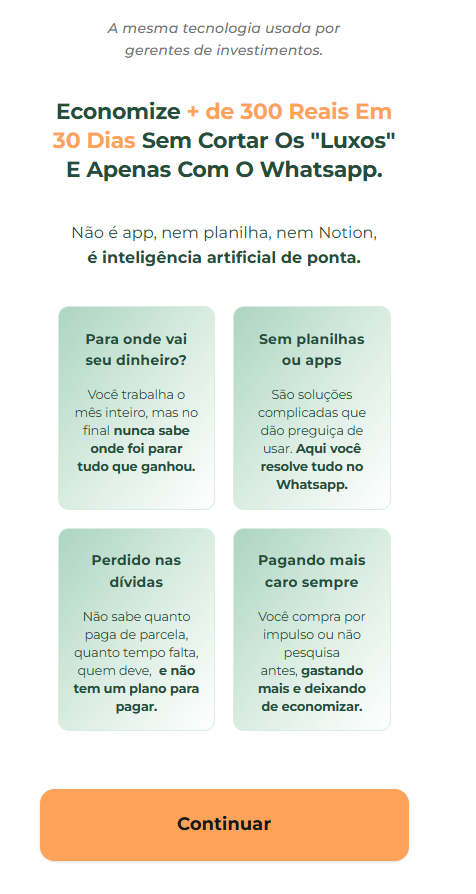 A mesma tecnologia usada por
gerentes de investimentos.
Economize + de 300 Reais Em
30 Dias Sem Cortar Os "Luxos"
E Apenas Com O Whatsapp.
Não é app, nem planilha, nem Notion,
é inteligência artificial de ponta.
Para onde vai
seu dinheiro?
Você trabalha o
mês inteiro, mas no
final nunca sabe
onde foi parar
tudo que ganhou.
Sem planilhas
ou apps
São soluções
complicadas que
dão preguiça de
usar. Aqui você
resolve tudo no
Whatsapp.
Perdido nas
dívidas
Não sabe quanto
paga de parcela,
quanto tempo falta,
quem deve, e não
tem um plano para
pagar.
Pagando mais
caro sempre
Você compra por
impulso ou não
pesquisa
antes, gastando
mais e deixando
de economizar.
Continuar